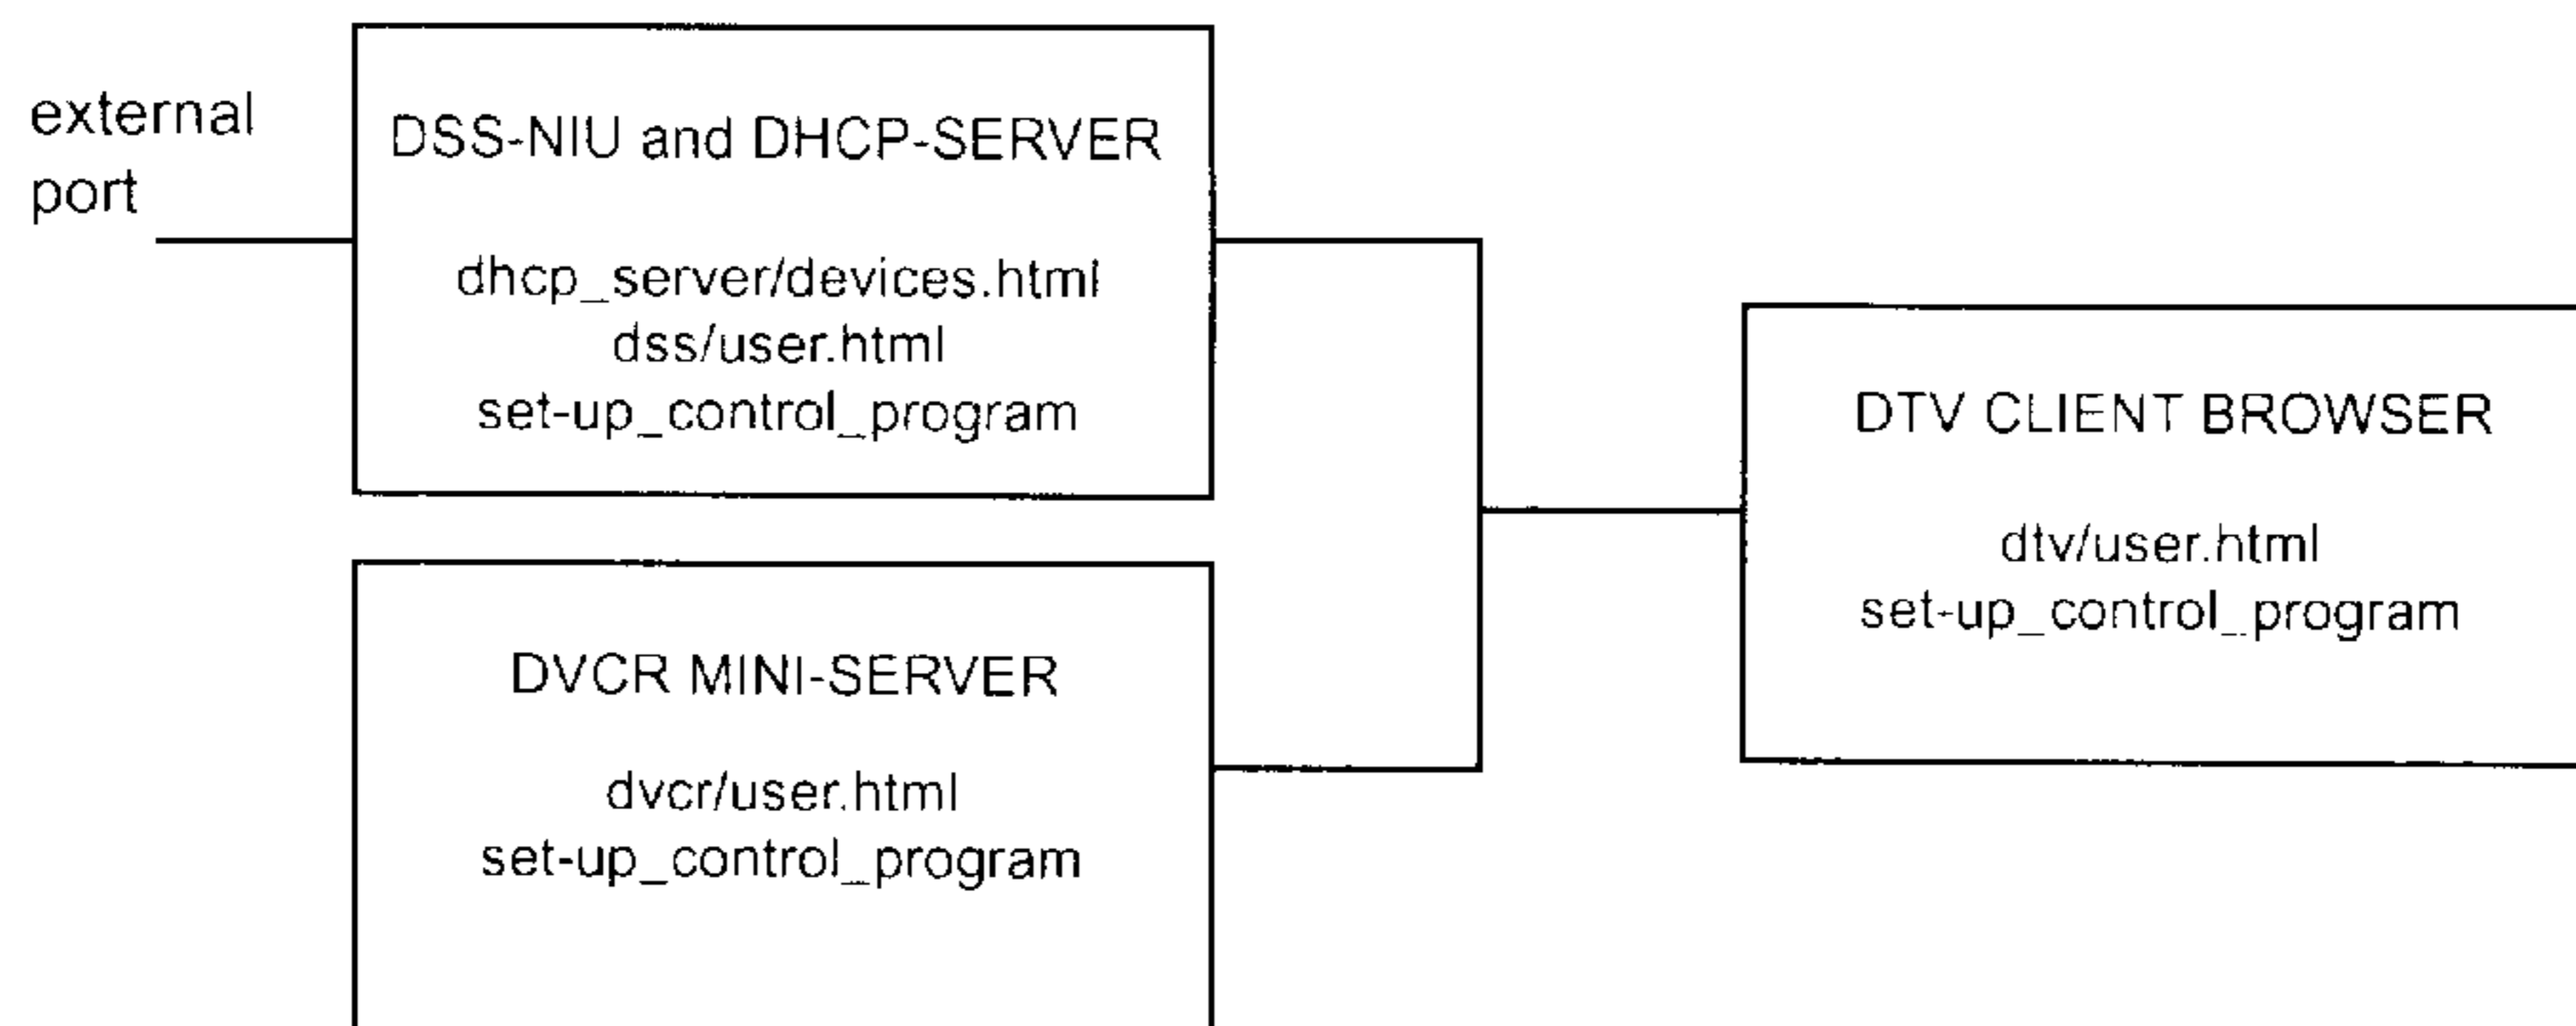 external
port
DSS-NIU and DHCP-SERVER
dhcp_server/devices.html
dss/user.html
set-up_control_program
DVCR MINI-SERVER
dvcr/user.html
set-up_control_program
DTV CLIENT BROWSER
dtv/user.html
set-up_control_program